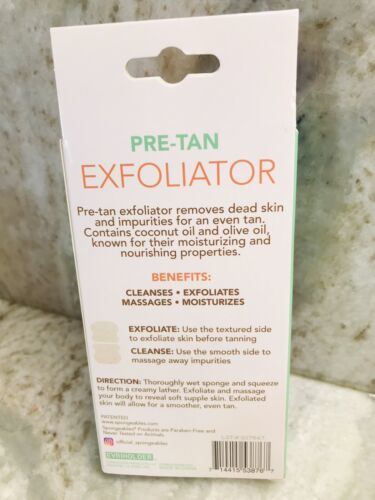 PRE-TAN
EXFOLIATOR
Pre-tan exfoliator removes dead skin
and impurities for an even tan.
Contains coconut oil and olive oil,
known for their moisturizing and
nourishing properties.
BENEFITS:
CLEANSES • EXFOLIATES
MASSAGES • MOISTURIZES
EXFOLIATE: Use the textured side
to exfoliate skin before tanning
CLEANSE: Use the smooth side to
massage away impurities
DIRECTION: Thoroughly wet sponge and squeeze
to form a creamy lather. Exfoliate and massage
your body to reveal soft supple skin. Exfoliated
skin will allow for a smoother, even tan.
PATENTED.
www.spongeables.com
Spongeables® Products are Paraben-Free and
Never Tested on Animals.
official_spongeables
EVRIHOLDER
7 14415 53876 7